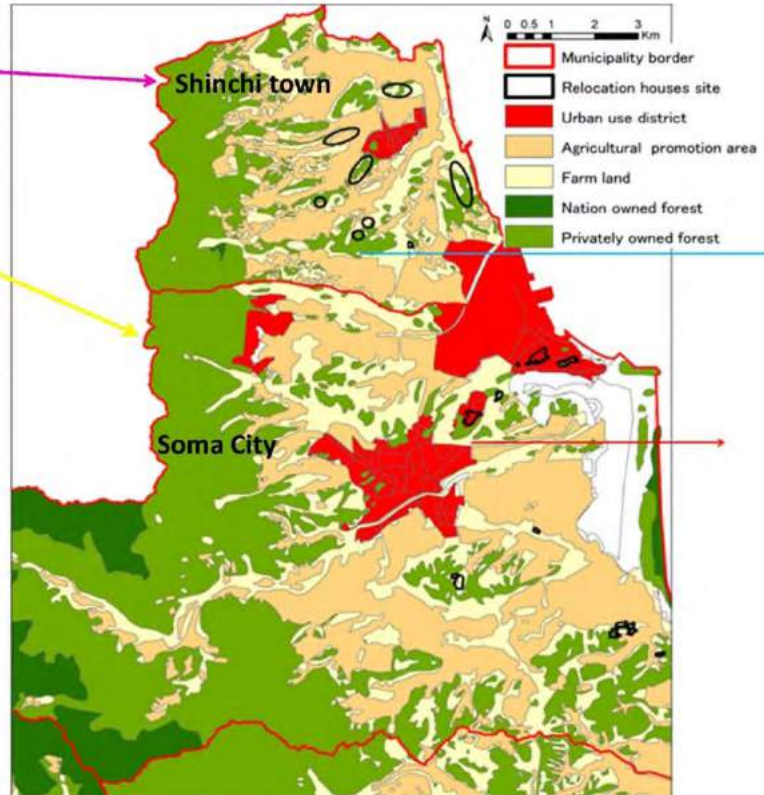 N
0 0.5 1 2 3
Km
Municipality border
Relocation houses site
Urban use district
Agricultural promotion area
Farm land
Nation owned forest
Privately owned forest
Shinchi town
Soma City